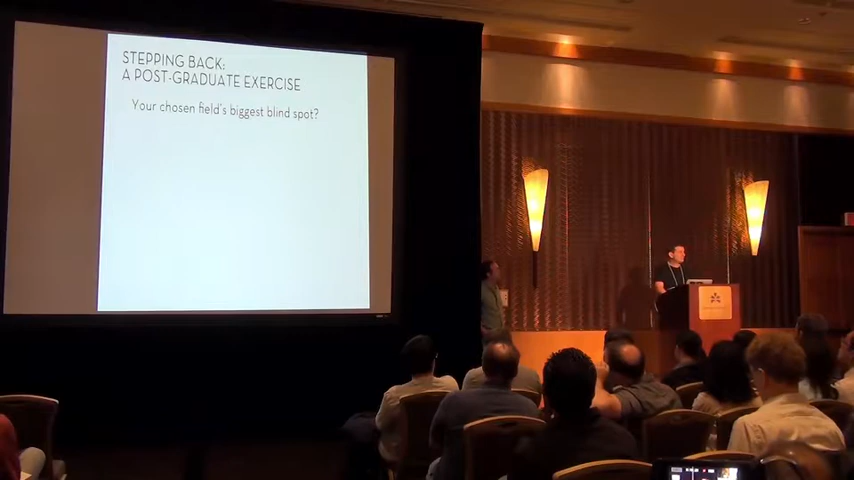 STEPPING BACK:
A POST-GRADUATE EXERCISE
Your chosen field's biggest blind spot?